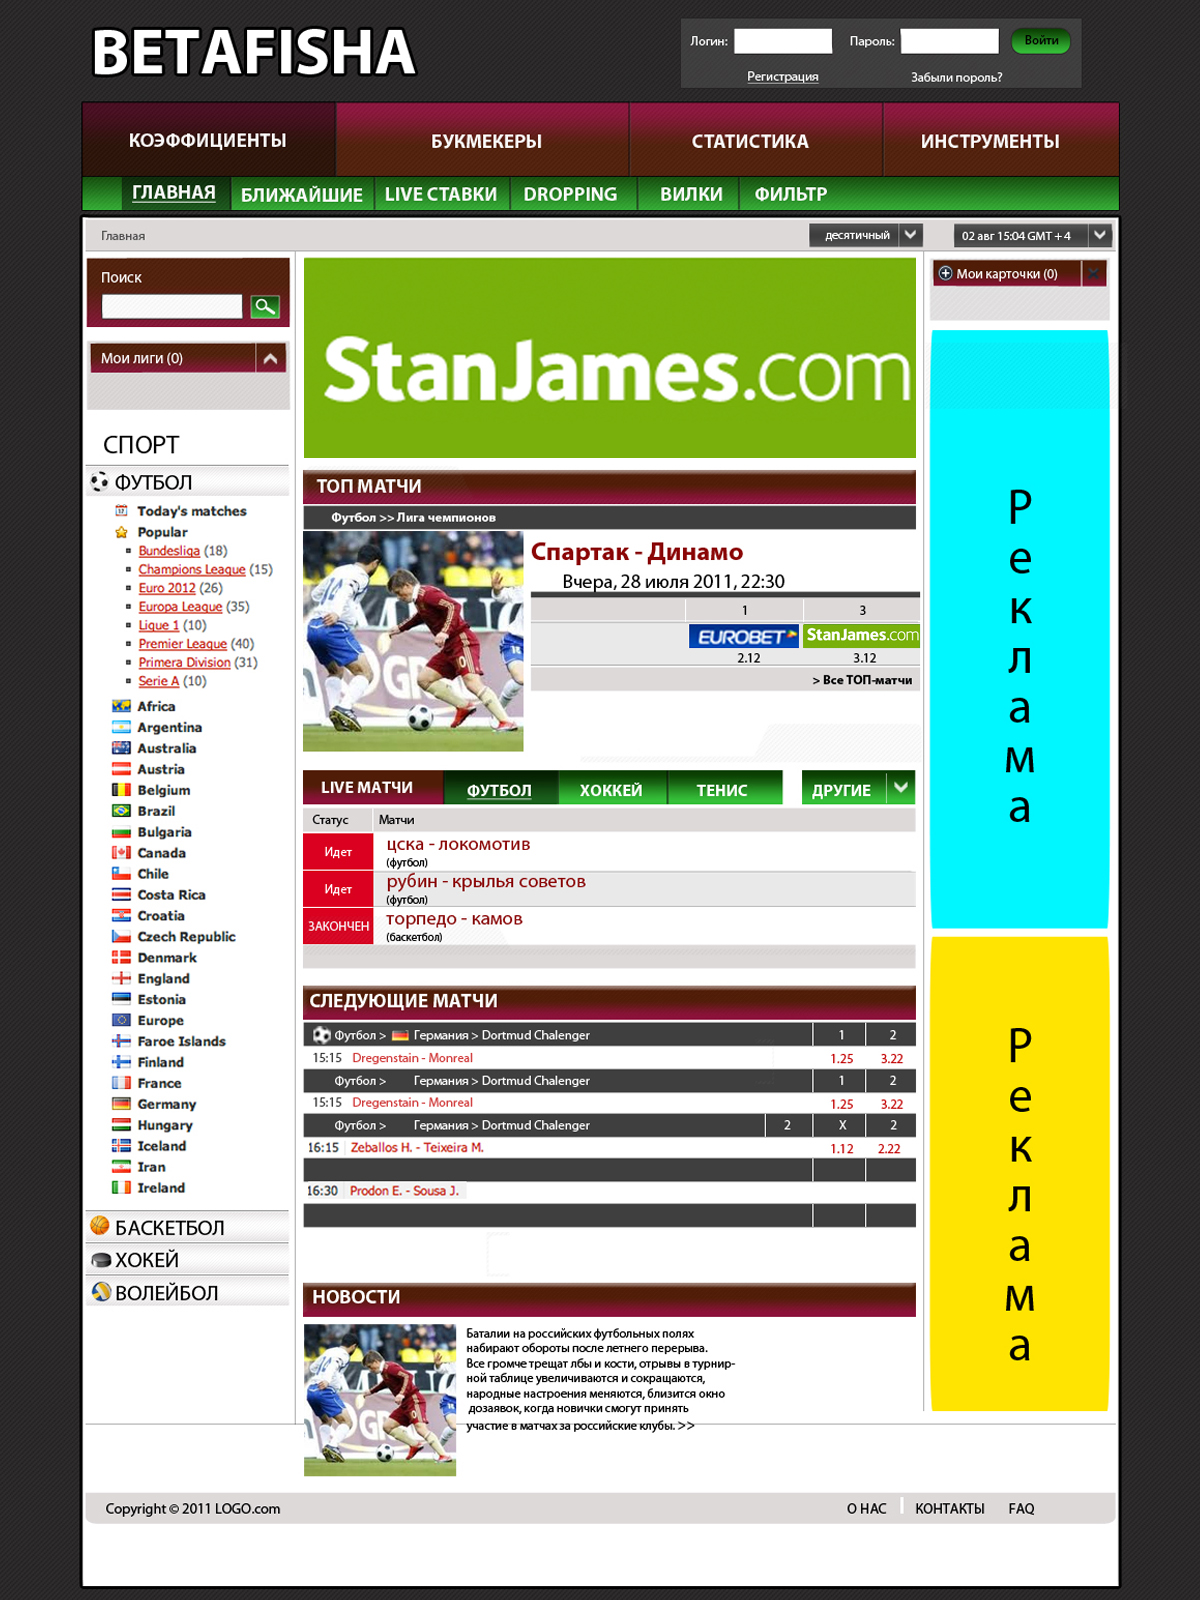 BETAFISHA
Логин:
Пароль:
Войти
Регистрация
Забыли пароль?
КОЭФФИЦИЕНТЫ
БУКМЕКЕРЫ
СТАТИСТИКА
ИНСТРУМЕНТЫ
ГЛАВНАЯ
БЛИЖАЙШИЕ
LIVE СТАВКИ
DROPPING
ВИЛКИ
ФИЛЬТР
Главная
десятичный
02 авг 15:04 GMT + 4
Поиск
Мои лиги (0)
СПОРТ
ФУТБОЛ
Today's matches
Popular
Bundesliga (18)
Champions League (15)
Euro 2012 (26)
Europa League (35)
Ligue 1 (10)
Premier League (40)
Primera Division (31)
Serie A (10)
Africa
Argentina
Australia
Austria
Belgium
Brazil
Bulgaria
Canada
Chile
Costa Rica
Croatia
Czech Republic
Denmark
England
Estonia
Europe
Faroe Islands
Finland
France
Germany
Hungary
Iceland
Iran
Ireland
БАСКЕТБОЛ
ХОКЕЙ
ВОЛЕЙБОЛ
StanJames.com
ТОП МАТЧИ
Футбол >> Лига чемпионов
Спартак - Динамо
Вчера, 28 июля 2011, 22:30
1 3
EUROBET StanJames.com
2.12 3.12
> Все ТОП-матчи
LIVE МАТЧИ
ФУТБОЛ
ХОККЕЙ
ТЕНИС
ДРУГИЕ
Статус Матчи
Идет цска - локомотив
(футбол)
Идет рубин - крылья советов
(футбол)
ЗАКОНЧЕН торпедо - камов
(баскетбол)
СЛЕДУЮЩИЕ МАТЧИ
Футбол > Германия > Dortmud Chalenger 1 2
15:15 Dregenstain - Monreal 1.25 3.22
Футбол > Германия > Dortmud Chalenger 1 2
15:15 Dregenstain - Monreal 1.25 3.22
Футбол > Германия > Dortmud Chalenger 2 X 2
16:15 Zeballos H. - Teixeira M. 1.12 2.22
16:30 Prodon E. - Sousa J.
НОВОСТИ
Баталии на российских футбольных полях
набирают обороты после летнего перерыва.
Все громче трещат лбы и кости, отрывы в турнир-
ной таблице увеличиваются и сокращаются,
народные настроения меняются, близится окно
дозаявок, когда новички смогут принять
участие в матчах за российские клубы. >>
Мои карточки (0)
Реклама
Реклама
Copyright © 2011 LOGO.com
О НАС
КОНТАКТЫ
FAQ